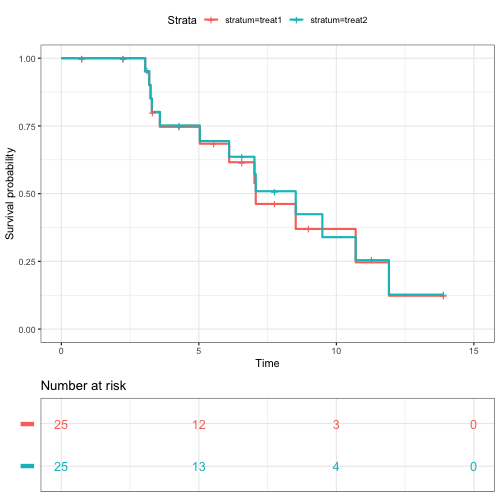 Strata stratum=treat1 stratum=treat2
1.00
0.75
0.50
0.25
0.00
Survival probability
0 5 10 15
Time
Number at risk
25 12 3 0
25 13 4 0